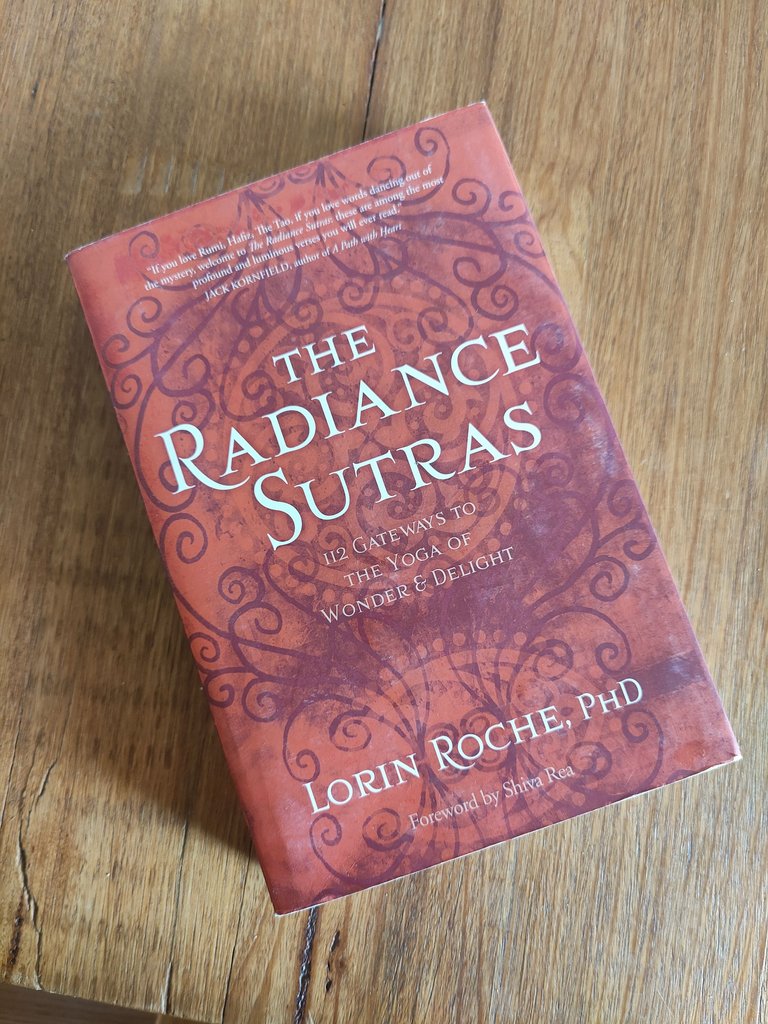 "If you love Rumi, Hafiz, The Tao, if you love words dancing out of
the mystery, welcome to The Radiance Sutras: these are among the most
profound and luminous verses you will ever read."
JACK KORNFIELD, author of A Path with Heart
THE
RADIANCE
SUTRAS
112 GATEWAYS TO
THE YOGA OF
WONDER & DELIGHT
LORIN ROCHE, PHD
Foreword by Shiva Rea